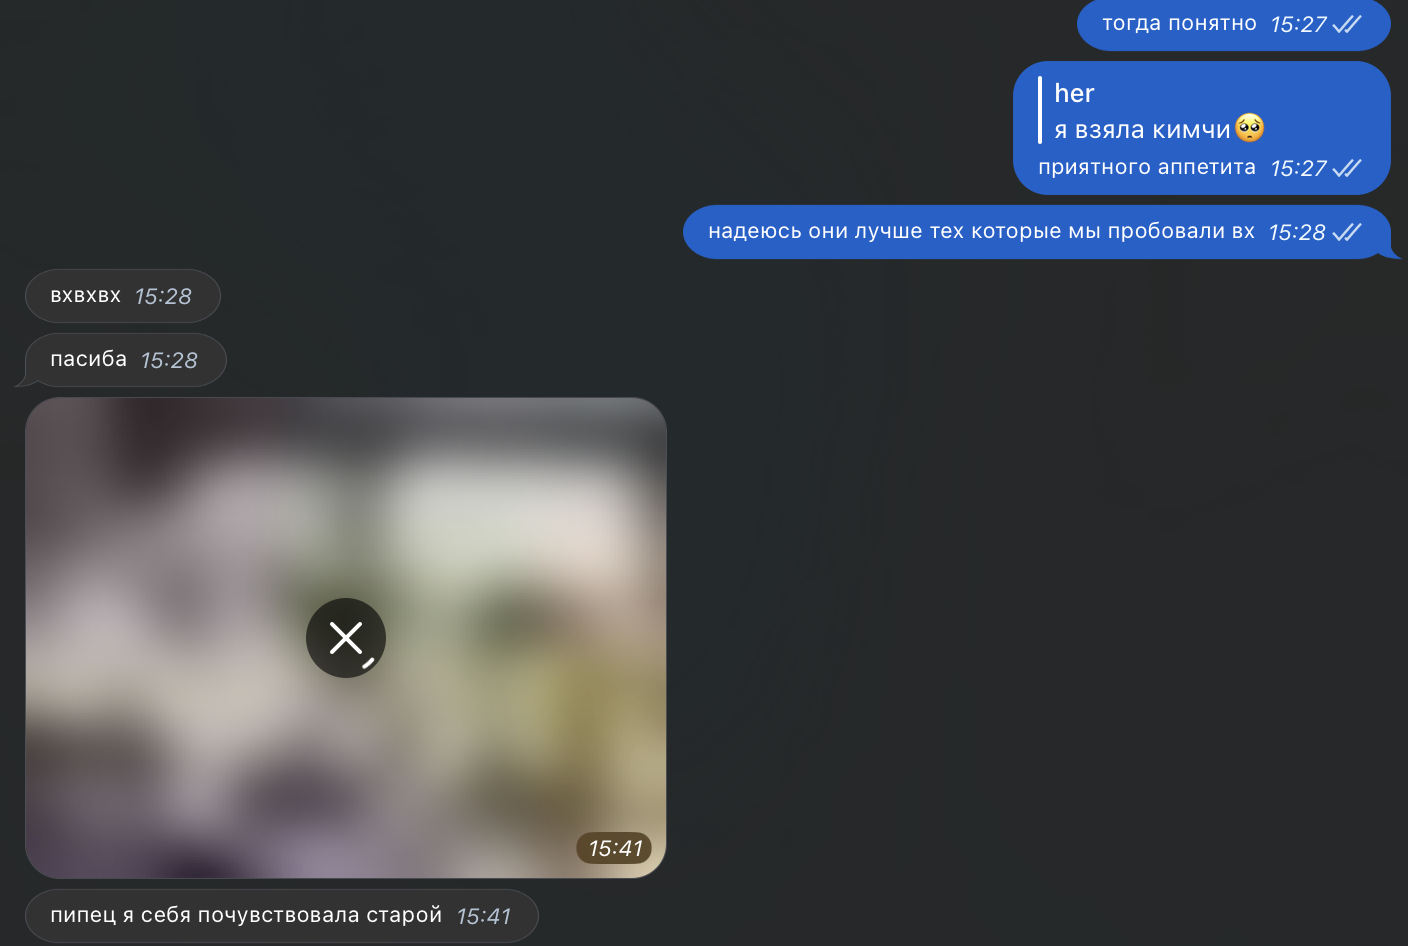 тогда понятно 15:27
her
я взяла кимчи🥺
приятного аппетита 15:27
надеюсь они лучше тех которые мы пробовали вх 15:28
вхвхвх 15:28
пасиба 15:28
15:41
пипец я себя почувствовала старой 15:41